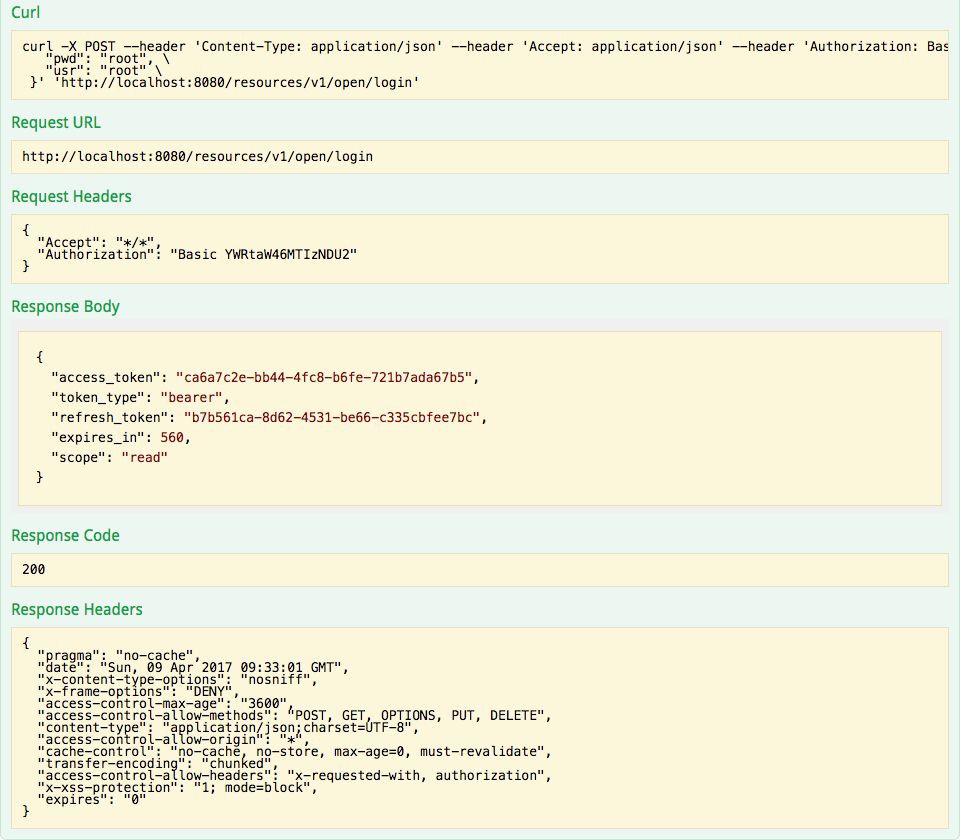 Curl
curl -X POST --header 'Content-Type: application/json' --header 'Accept: application/json' --header 'Authorization: Bas
"pwd": "root", \
"usr": "root" \
}' 'http://localhost:8080/resources/v1/open/login'
Request URL
http://localhost:8080/resources/v1/open/login
Request Headers
{
"Accept": "*/*",
"Authorization": "Basic YWRtaW46MTIzNDU2"
}
Response Body
{
"access_token": "ca6a7c2e-bb44-4fc8-b6fe-721b7ada67b5",
"token_type": "bearer",
"refresh_token": "b7b561ca-8d62-4531-be66-c335cbfee7bc",
"expires_in": 560,
"scope": "read"
}
Response Code
200
Response Headers
{
"pragma": "no-cache",
"date": "Sun, 09 Apr 2017 09:33:01 GMT",
"x-content-type-options": "nosniff",
"x-frame-options": "DENY",
"access-control-max-age": "3600",
"access-control-allow-methods": "POST, GET, OPTIONS, PUT, DELETE",
"content-type": "application/json;charset=UTF-8",
"access-control-allow-origin": "*",
"cache-control": "no-cache, no-store, max-age=0, must-revalidate",
"transfer-encoding": "chunked",
"access-control-allow-headers": "x-requested-with, authorization",
"x-xss-protection": "1; mode=block",
"expires": "0"
}